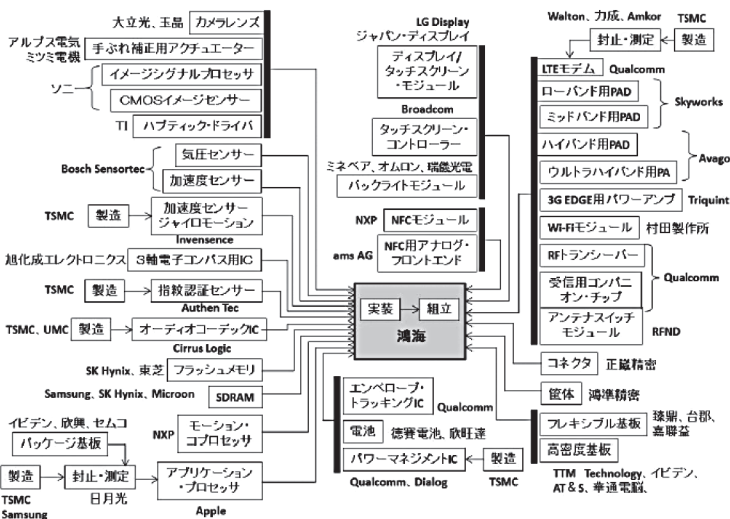 大立光、玉晶
カメラレンズ
アルプス電気
ミツミ電機
手ぶれ補正用アクチュエーター
ソニー
イメージシグナルプロセッサ
CMOSイメージセンサー
TI
ハプティック・ドライバ
Bosch Sensortec
気圧センサー
加速度センサー
TSMC
製造
加速度センサー
ジャイロモーション
Invensence
旭化成エレクトロニクス
3軸電子コンパス用IC
TSMC
製造
指紋認証センサー
Authen Tec
TSMC、UMC
製造
オーディオコーデックIC
Cirrus Logic
SK Hynix、東芝
フラッシュメモリ
Samsung、SK Hynix、Microon
SDRAM
イビデン、欣興、セムコ
パッケージ基板
NXP
モーション・
コプロセッサ
製造
封止・測定
アプリケーション
・プロセッサ
TSMC
Samsung
日月光
Apple
LG Display
ジャパン・ディスプレイ
ディスプレイ/
タッチスクリーン
・モジュール
Broadcom
タッチスクリーン・
コントローラー
ミネベア、オムロン、瑞儀光電
バックライトモジュール
NXP
NFCモジュール
ams AG
NFC用アナログ・
フロントエンド
実装
組立
鴻海
エンベロープ・
トラッキングIC
Qualcomm
電池
德賽電池、欣旺達
パワーマネジメントIC
製造
Qualcomm、Dialog
TSMC
Walton、力成、Amkor
TSMC
封止・測定
製造
LTEモデム
Qualcomm
ローバンド用PAD
ミッドバンド用PAD
Skyworks
ハイバンド用PAD
ウルトラハイバンド用PA
Avago
3G EDGE用パワーアンプ
Triquint
Wi-Fiモジュール
村田製作所
RFトランシーバー
受信用コンパニ
オン・チップ
Qualcomm
アンテナスイッチ
モジュール
RFND
コネクタ
正崴精密
筐体
鴻準精密
フレキシブル基板
臻鼎、台郡、
嘉聯益
高密度基板
TTM Technology、イビデン、
AT&S、華通電脳、